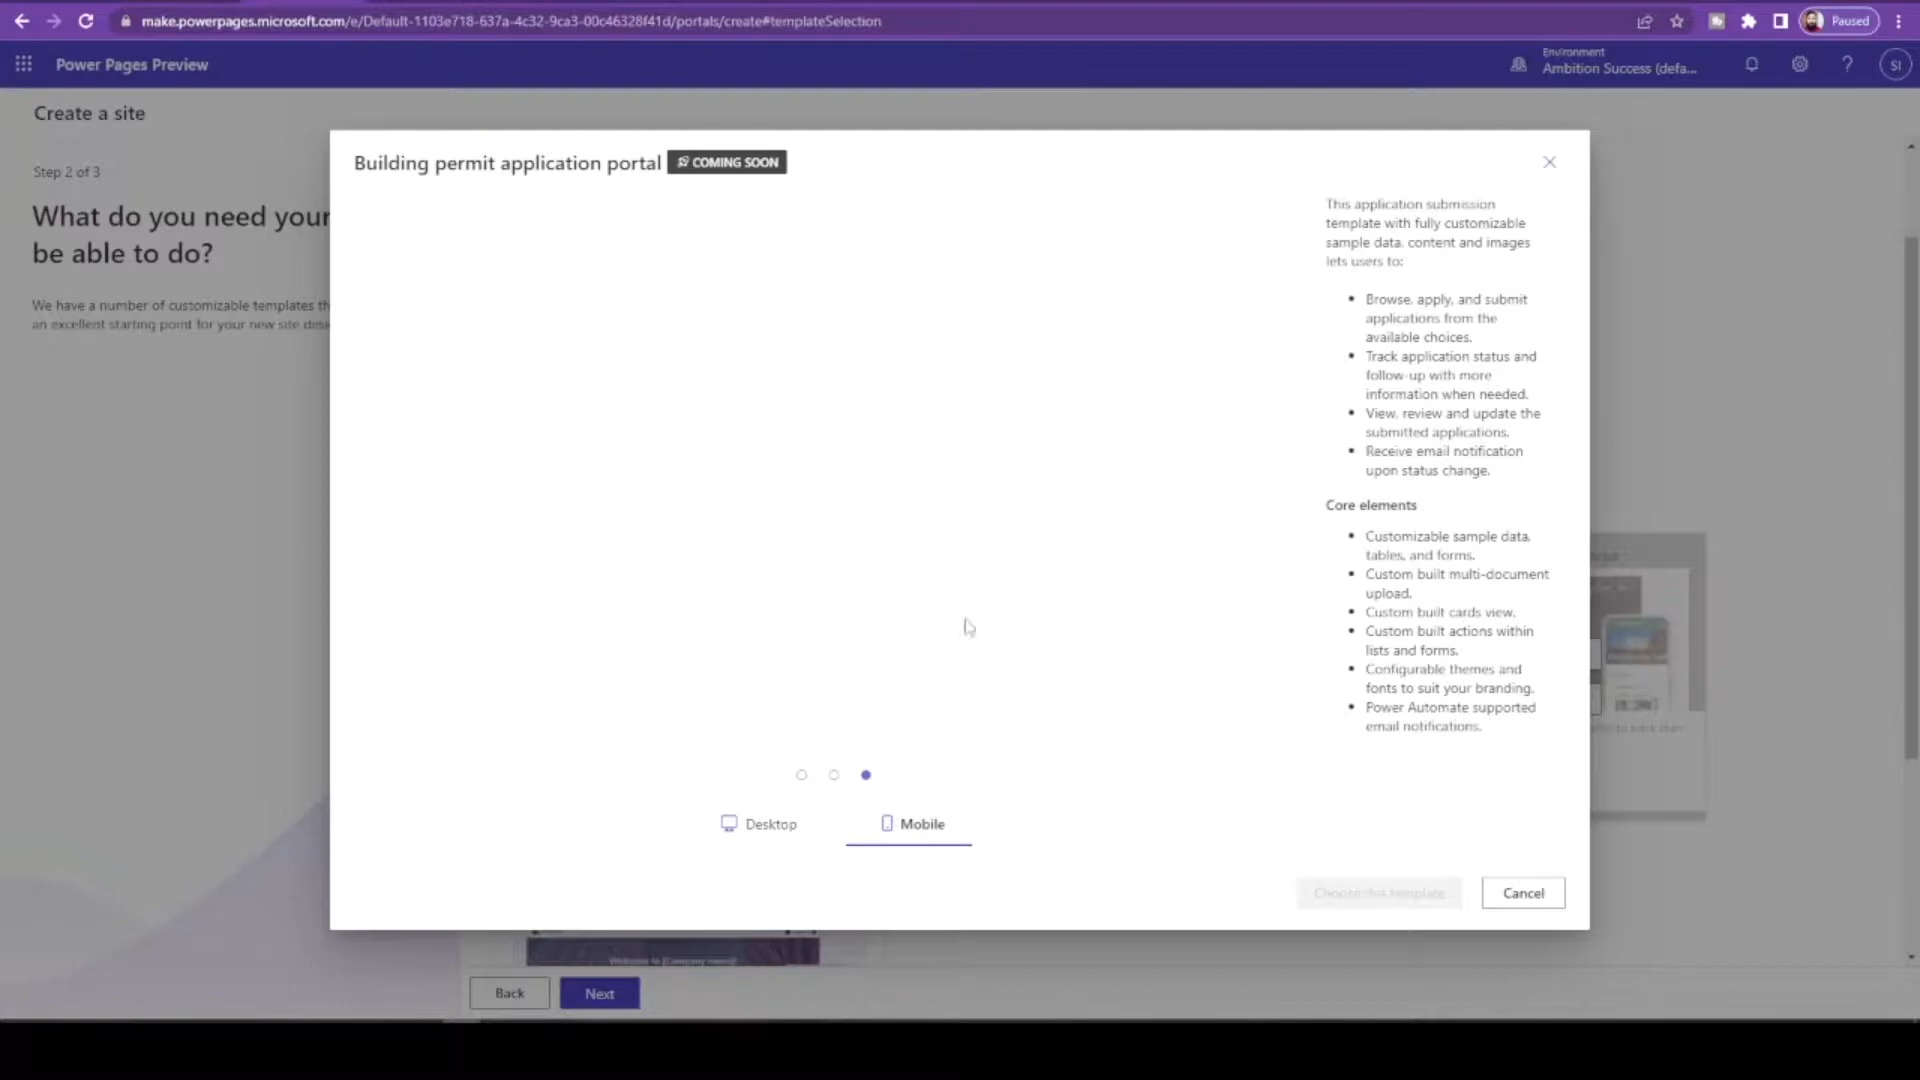 make.powerpages.microsoft.com/e/Default-1103e718-637a-4c32-9ca3-00c46328f41d/portals/create#templateSelection
Paused
Power Pages Preview
Environment
Ambition Success (defa...
SI
Create a site
Step 2 of 3
What do you need your
be able to do?
We have a number of customizable templates th
an excellent starting point for your new site desi
Building permit application portal
COMING SOON
This application submission
template with fully customizable
sample data, content and images
lets users to:
• Browse, apply, and submit
applications from the
available choices.
• Track application status and
follow-up with more
information when needed.
• View, review and update the
submitted applications.
• Receive email notification
upon status change.
Core elements
• Customizable sample data,
tables, and forms.
• Custom built multi-document
upload.
• Custom built cards view.
• Custom built actions within
lists and forms.
• Configurable themes and
fonts to suit your branding.
• Power Automate supported
email notifications.
Desktop
Mobile
Choose this template
Cancel
Welcome to [Company name]!
Back
Next